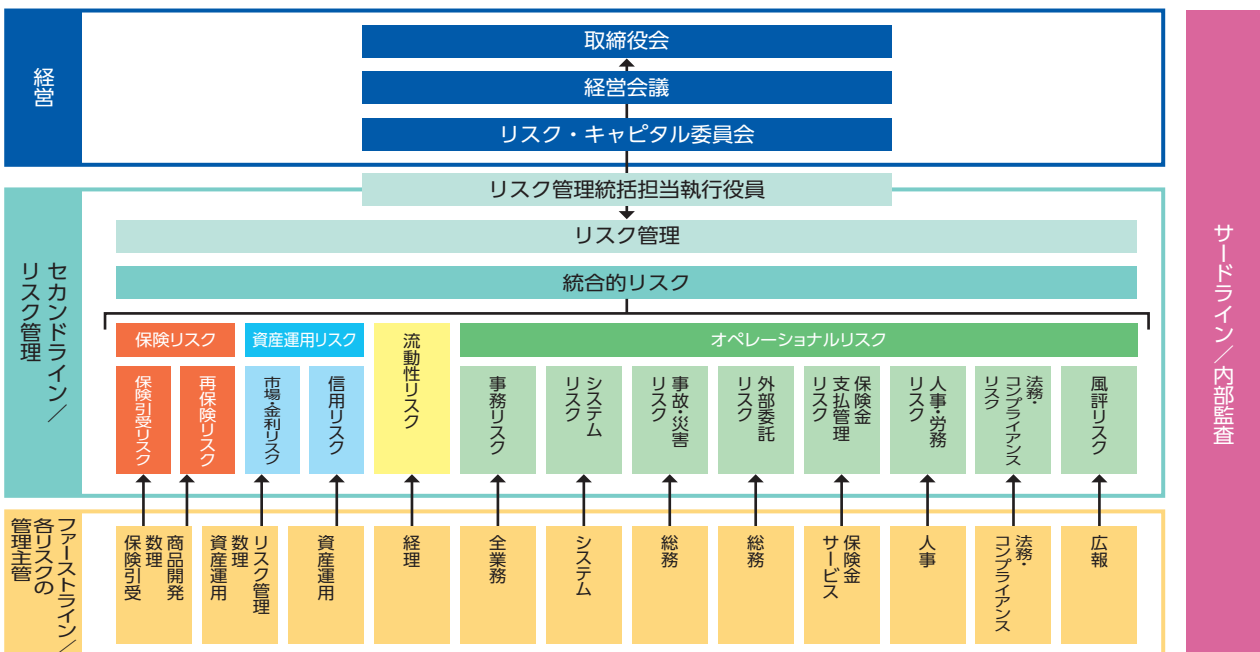 経営
取締役会
経営会議
リスク・キャピタル委員会
セカンドライン／
リスク管理
リスク管理統括担当執行役員
リスク管理
統合的リスク
保険リスク
資産運用リスク
流動性リスク
オペレーショナルリスク
保険引受リスク
再保険リスク
市場・金利リスク
信用リスク
事務リスク
システム
リスク
事故・災害
リスク
外部委託
リスク
保険金
支払管理
リスク
人事・労務
リスク
法務・
コンプライアンス
リスク
風評リスク
ファーストライン／
各リスクの
管理主管
商品開発
数理
保険引受
リスク管理
数理
資産運用
資産運用
経理
全業務
システム
総務
総務
保険金
サービス
人事
法務・
コンプライアンス
広報
サードライン／内部監査